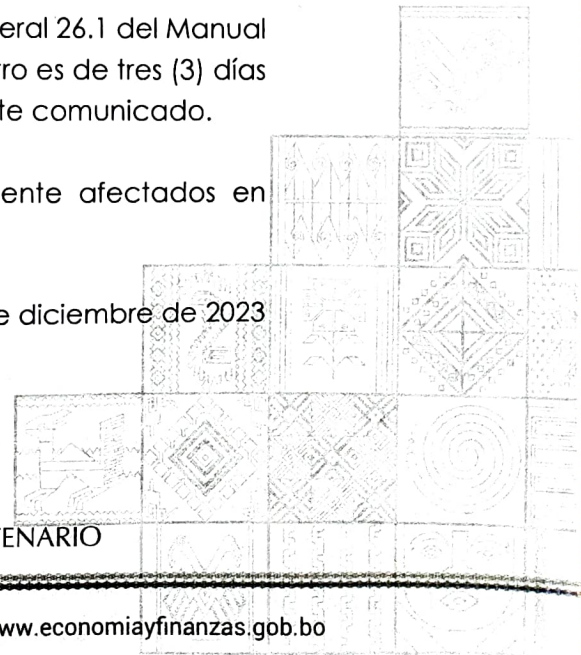 eral 26.1 del Manual
ro es de tres (3) días
te comunicado.
ente afectados en
e diciembre de 2023
TENARIO
ww.economiayfinanzas.gob.bo